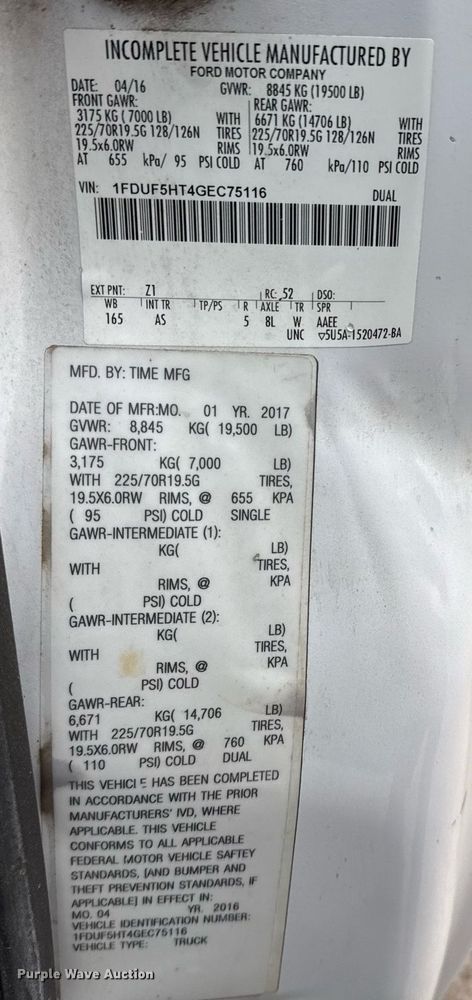 INCOMPLETE VEHICLE MANUFACTURED BY
FORD MOTOR COMPANY
DATE: 04/16 GVWR: 8845 KG (19500 LB)
FRONT GAWR: REAR GAWR:
3175 KG ( 7000 LB) WITH 6671 KG (14706 LB) WITH
225/70R19.5G 128/126N TIRES 225/70R19.5G 128/126N TIRES
19.5x6.0RW RIMS 19.5x6.0RW RIMS
AT 655 kPa/ 95 PSI COLD AT 760 kPa/110 PSI COLD
VIN: 1FDUF5HT4GEC75116 DUAL
EXT PNT: Z1 RC: 52 DSO:
WB INT TR TP/PS R AXLE TR SPR
165 AS 5 8L W AAEE
UNC ▽5U5A-1520472-BA
MFD. BY: TIME MFG
DATE OF MFR:MO. 01 YR. 2017
GVWR: 8,845 KG( 19,500 LB)
GAWR-FRONT:
3,175 KG( 7,000 LB)
WITH 225/70R19.5G TIRES,
19.5X6.0RW RIMS, @ 655 KPA
( 95 PSI) COLD SINGLE
GAWR-INTERMEDIATE (1):
KG( LB)
WITH TIRES,
RIMS, @ KPA
( PSI) COLD
GAWR-INTERMEDIATE (2):
KG( LB)
WITH TIRES,
RIMS, @ KPA
( PSI) COLD
GAWR-REAR:
6,671 KG( 14,706 LB)
WITH 225/70R19.5G TIRES,
19.5X6.0RW RIMS, @ 760 KPA
( 110 PSI) COLD DUAL
THIS VEHICLE HAS BEEN COMPLETED
IN ACCORDANCE WITH THE PRIOR
MANUFACTURERS' IVD, WHERE
APPLICABLE. THIS VEHICLE
CONFORMS TO ALL APPLICABLE
FEDERAL MOTOR VEHICLE SAFTEY
STANDARDS, [AND BUMPER AND
THEFT PREVENTION STANDARDS, IF
APPLICABLE] IN EFFECT IN:
MO. 04 YR. 2016
VEHICLE IDENTIFICATION NUMBER:
1FDUF5HT4GEC75116
VEHICLE TYPE: TRUCK
Purple Wave Auction